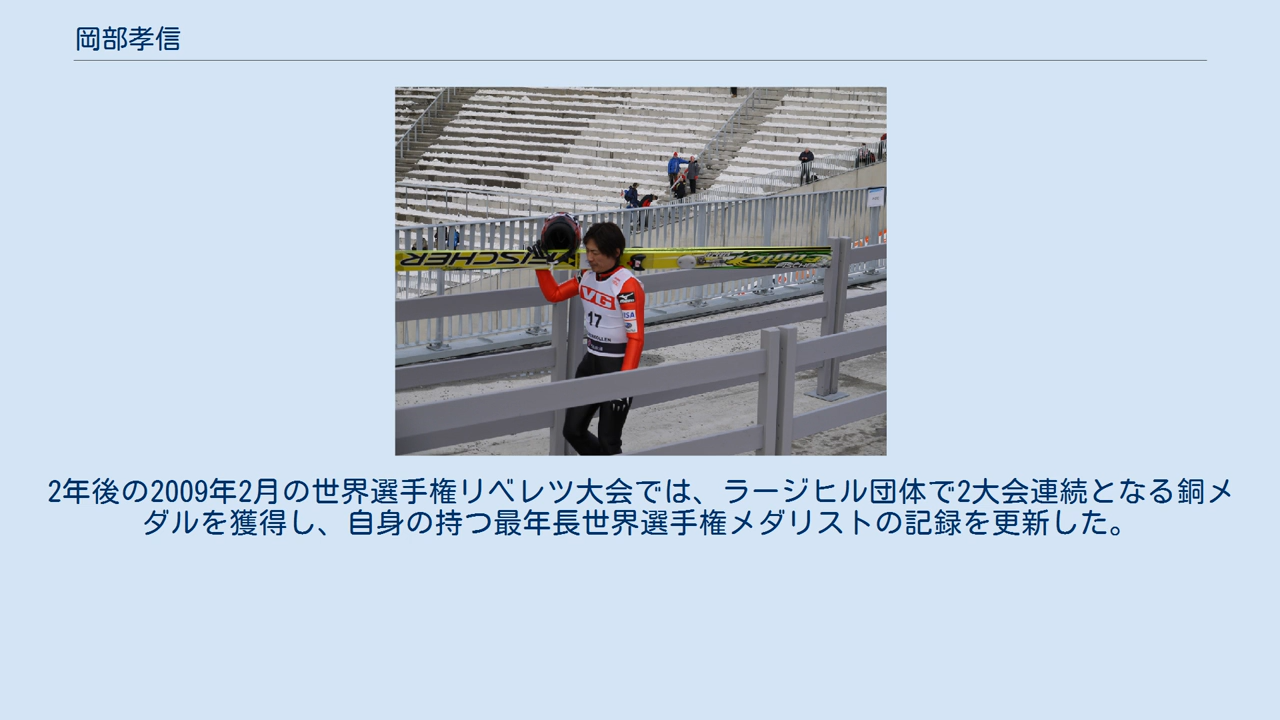 岡部孝信
FISCHER
VG
17
VISA
2年後の2009年2月の世界選手権リベレツ大会では、ラージヒル団体で2大会連続となる銅メ
ダルを獲得し、自身の持つ最年長世界選手権メダリストの記録を更新した。